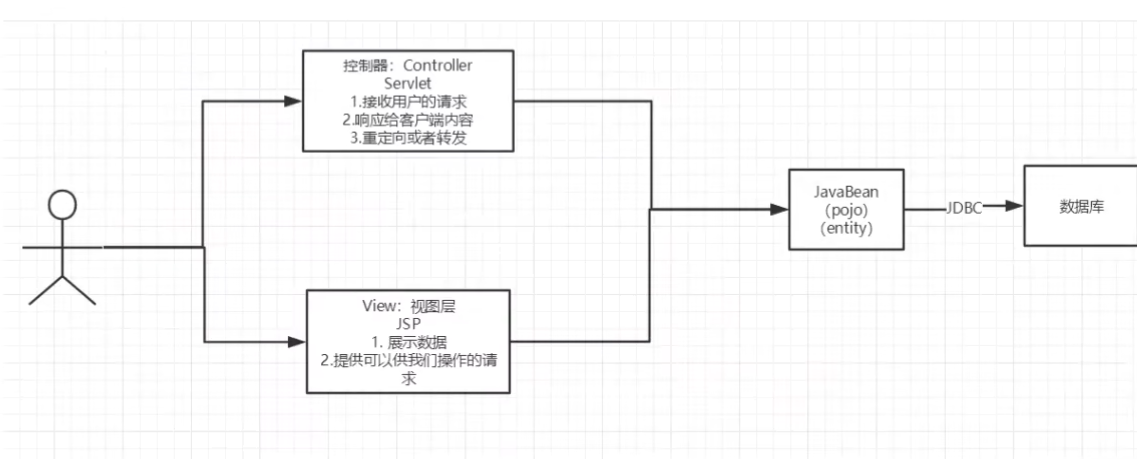 控制器：Controller
Servlet
1.接收用户的请求
2.响应给客户端内容
3.重定向或者转发
View：视图层
JSP
1. 展示数据
2.提供可以供我们操作的请
求
JavaBean
（pojo）
（entity）
JDBC
数据库